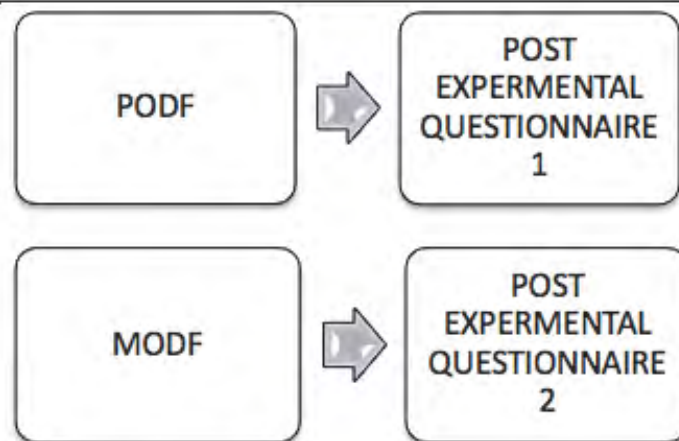 PODF
POST
EXPERMENTAL
QUESTIONNAIRE
1
MODF
POST
EXPERMENTAL
QUESTIONNAIRE
2